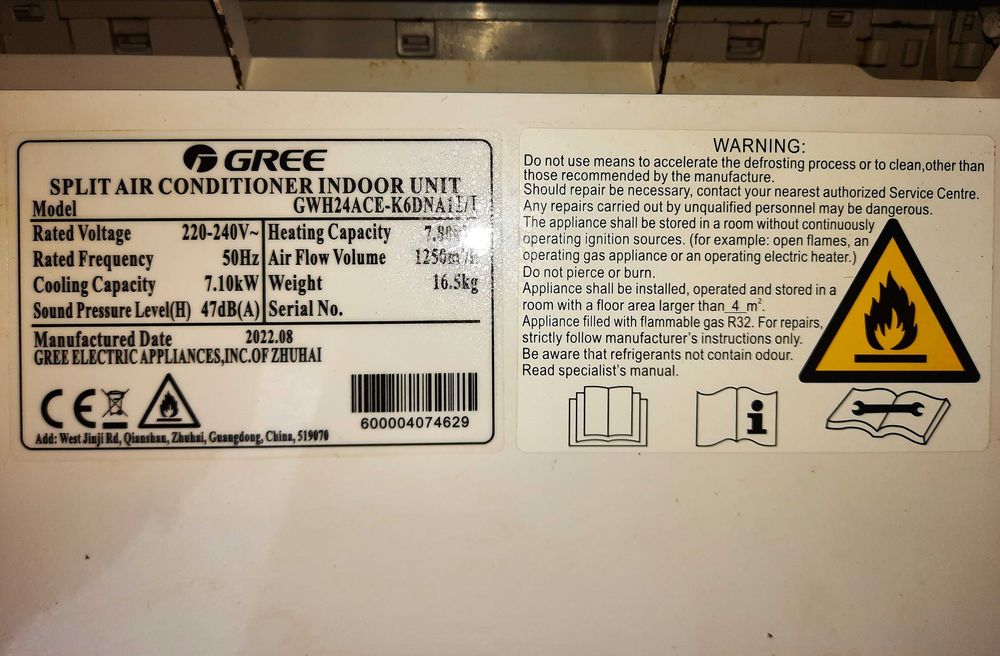 GREE
SPLIT AIR CONDITIONER INDOOR UNIT
Model GWH24ACE-K6DNA1E/I
Rated Voltage 220-240V~ Heating Capacity
Rated Frequency 50Hz Air Flow Volume 1250m³/h
Cooling Capacity 7.10kW Weight 16.5kg
Sound Pressure Level(H) 47dB(A) Serial No.
Manufactured Date 2022.08
GREE ELECTRIC APPLIANCES,INC.OF ZHUHAI
CE
600004074629
Add: West Jinji Rd, Qianshan, Zhuhai, Guangdong, China, 519070
WARNING:
Do not use means to accelerate the defrosting process or to clean,other than
those recommended by the manufacture.
Should repair be necessary, contact your nearest authorized Service Centre.
Any repairs carried out by unqualified personnel may be dangerous.
The appliance shall be stored in a room without continuously
operating ignition sources. (for example: open flames, an
operating gas appliance or an operating electric heater.)
Do not pierce or burn.
Appliance shall be installed, operated and stored in a
room with a floor area larger than 4 m².
Appliance filled with flammable gas R32. For repairs,
strictly follow manufacturer's instructions only.
Be aware that refrigerants not contain odour.
Read specialist's manual.